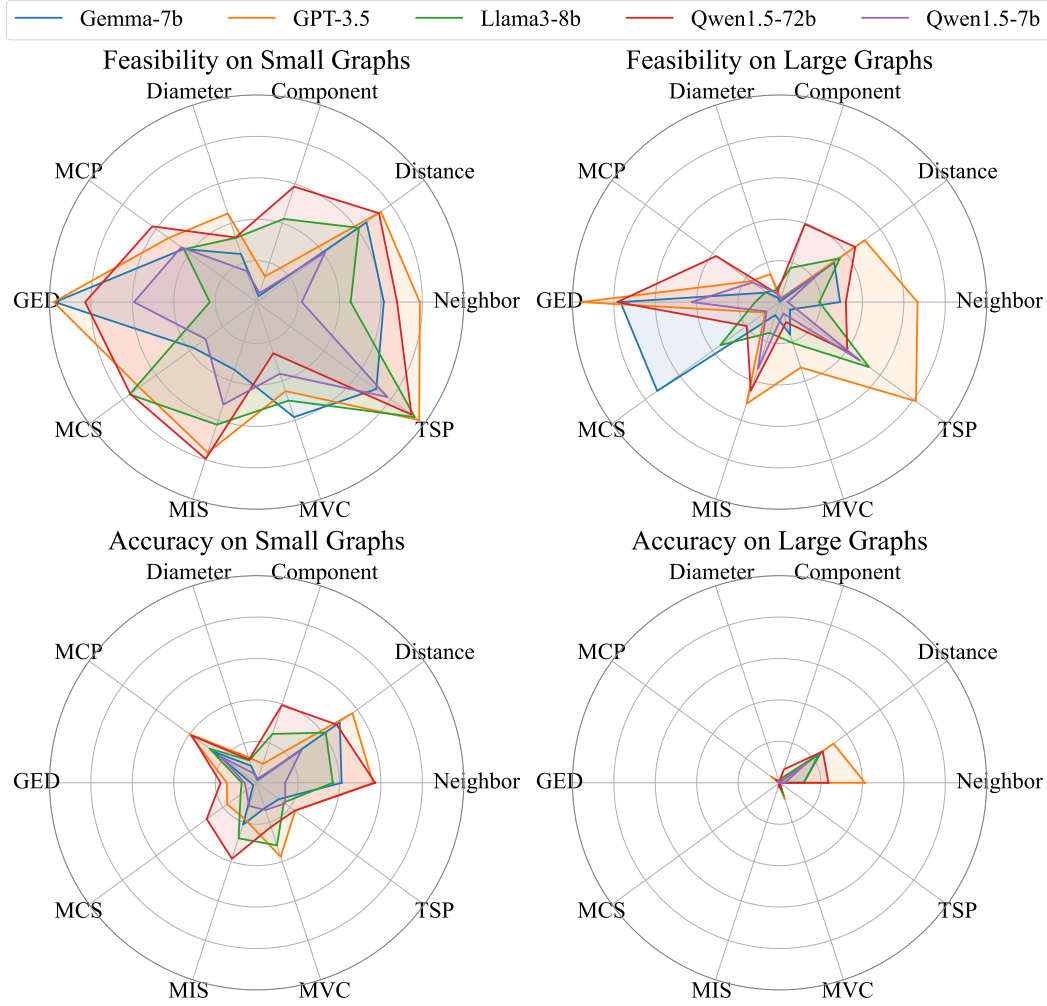 Gemma-7b GPT-3.5 Llama3-8b Qwen1.5-72b Qwen1.5-7b
Feasibility on Small Graphs
Diameter Component
MCP Distance
GED Neighbor
MCS TSP
MIS MVC
Feasibility on Large Graphs
Diameter Component
MCP Distance
GED Neighbor
MCS TSP
MIS MVC
Accuracy on Small Graphs
Diameter Component
MCP Distance
GED Neighbor
MCS TSP
MIS MVC
Accuracy on Large Graphs
Diameter Component
MCP Distance
GED Neighbor
MCS TSP
MIS MVC